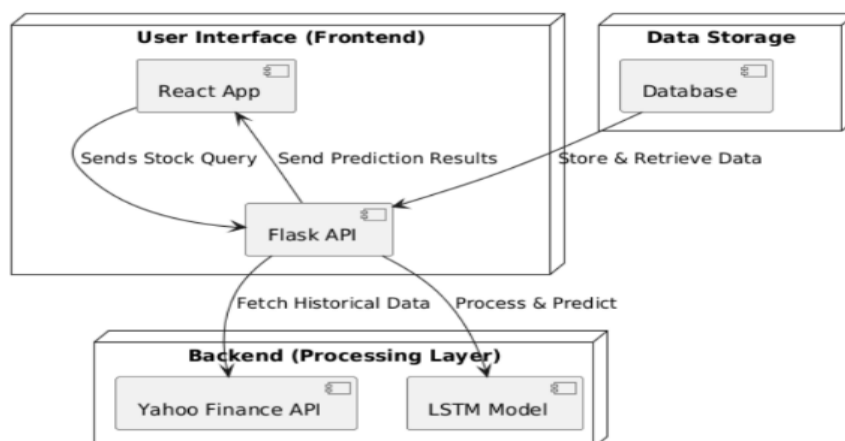 User Interface (Frontend)
Data Storage
React App
Database
Sends Stock Query
Send Prediction Results
Store & Retrieve Data
Flask API
Fetch Historical Data
Process & Predict
Backend (Processing Layer)
Yahoo Finance API
LSTM Model